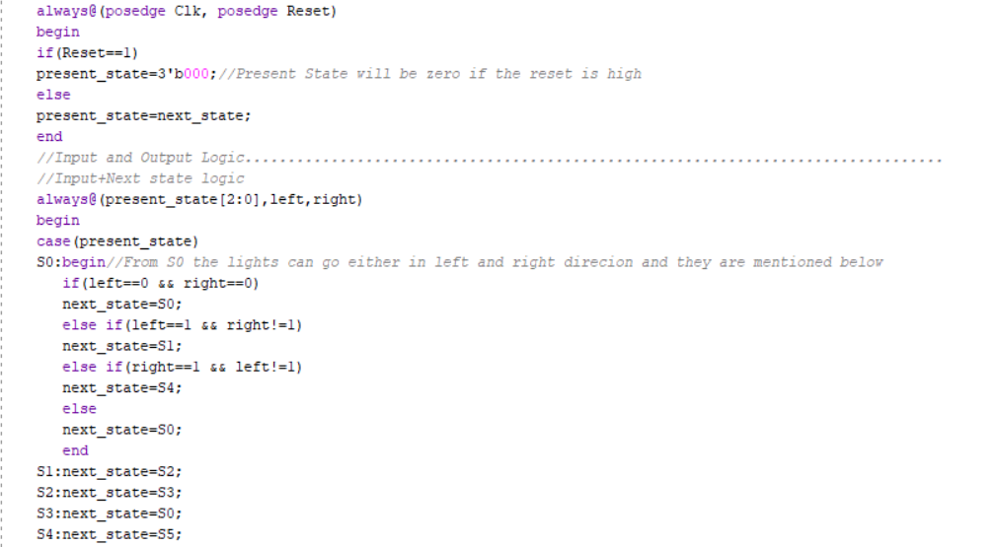 always@(posedge Clk, posedge Reset)
begin
if(Reset==1)
present_state=3'b000;//Present State will be zero if the reset is high
else
present_state=next_state;
end
//Input and Output Logic.................................................................................
//Input+Next state logic
always@(present_state[2:0],left,right)
begin
case(present_state)
S0:begin//From S0 the lights can go either in left and right direcion and they are mentioned below
if(left==0 && right==0)
next_state=S0;
else if(left==1 && right!=1)
next_state=S1;
else if(right==1 && left!=1)
next_state=S4;
else
next_state=S0;
end
S1:next_state=S2;
S2:next_state=S3;
S3:next_state=S0;
S4:next_state=S5;